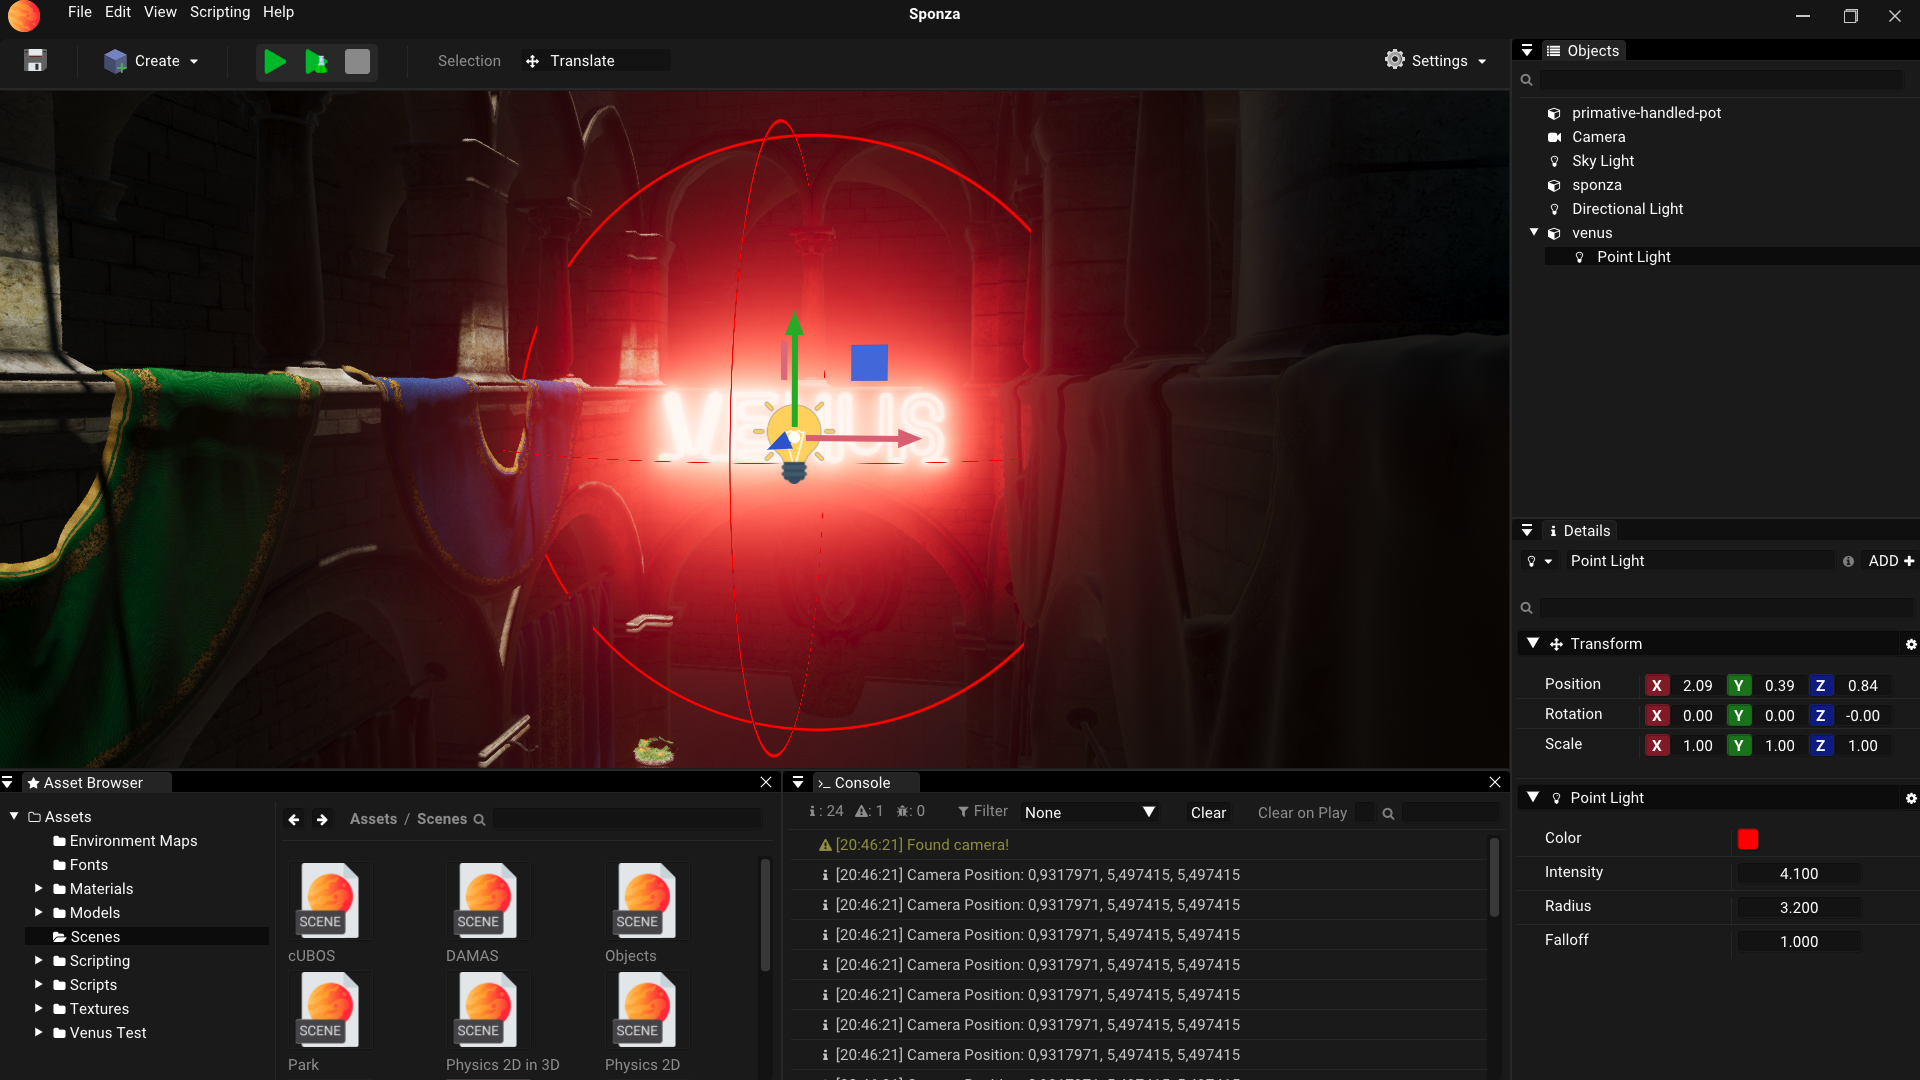 File Edit View Scripting Help
Sponza
Create
Selection
Translate
Settings
Objects
primative-handled-pot
Camera
Sky Light
sponza
Directional Light
venus
Point Light
VENUS
Details
Point Light
ADD
Transform
Position X 2.09 Y 0.39 Z 0.84
Rotation X 0.00 Y 0.00 Z -0.00
Scale X 1.00 Y 1.00 Z 1.00
Point Light
Color
Intensity 4.100
Radius 3.200
Falloff 1.000
Asset Browser
Assets
Environment Maps
Fonts
Materials
Models
Scenes
Scripting
Scripts
Textures
Venus Test
Assets / Scenes
SCENE SCENE SCENE
cUBOS DAMAS Objects
SCENE SCENE SCENE
Park Physics 2D in 3D Physics 2D
>_ Console
: 24 : 1 : 0 Filter None Clear Clear on Play
[20:46:21] Found camera!
[20:46:21] Camera Position: 0,9317971, 5,497415, 5,497415
[20:46:21] Camera Position: 0,9317971, 5,497415, 5,497415
[20:46:21] Camera Position: 0,9317971, 5,497415, 5,497415
[20:46:21] Camera Position: 0,9317971, 5,497415, 5,497415
[20:46:21] Camera Position: 0,9317971, 5,497415, 5,497415
[20:46:21] Camera Position: 0,9317971, 5,497415, 5,497415
[20:46:21] Camera Position: 0,9317971, 5,497415, 5,497415